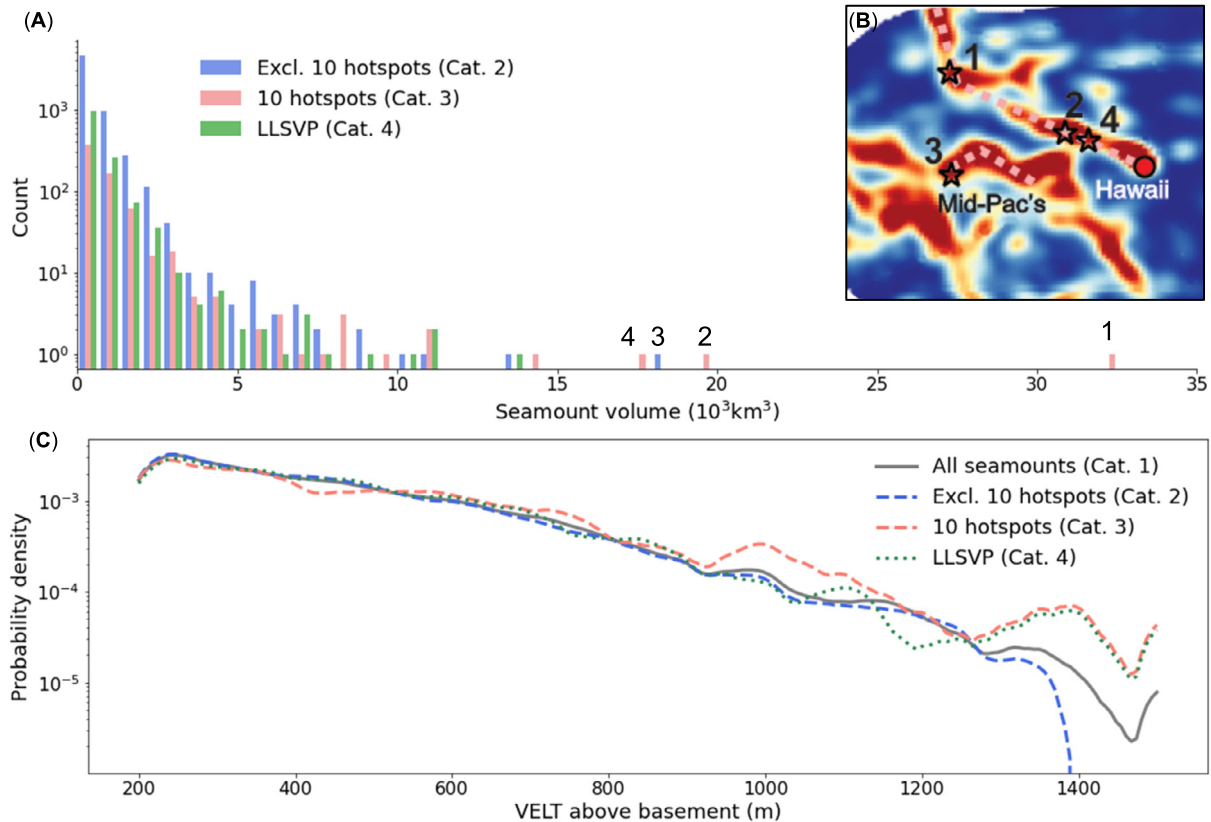 (A)
Excl. 10 hotspots (Cat. 2)
10 hotspots (Cat. 3)
LLSVP (Cat. 4)
10³
10²
10¹
10⁰
Count
4 3 2 1
0 5 10 15 20 25 30 35
Seamount volume (10³km³)
(B)
1
2 4
3
Hawaii
Mid-Pac's
(C)
All seamounts (Cat. 1)
Excl. 10 hotspots (Cat. 2)
10 hotspots (Cat. 3)
LLSVP (Cat. 4)
10⁻³
10⁻⁴
10⁻⁵
Probability density
200 400 600 800 1000 1200 1400
VELT above basement (m)